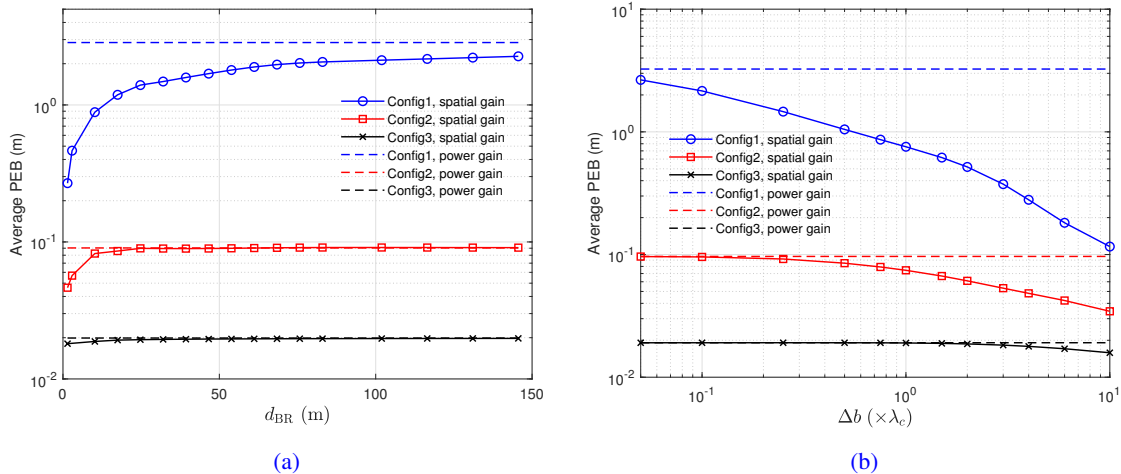 10^0
10^-1
10^-2
Average PEB (m)
0
50
100
150
d_BR (m)
Config1, spatial gain
Config2, spatial gain
Config3, spatial gain
Config1, power gain
Config2, power gain
Config3, power gain
(a)
10^1
10^0
10^-1
10^-2
Average PEB (m)
10^-1
10^0
10^1
Δb (×λ_c)
Config1, spatial gain
Config2, spatial gain
Config3, spatial gain
Config1, power gain
Config2, power gain
Config3, power gain
(b)